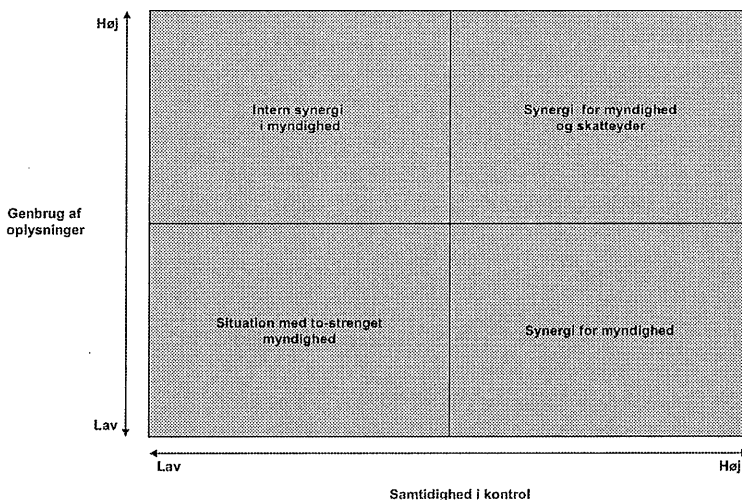 Høj
Intern synergi
i myndighed
Synergi for myndighed
og skatteyder
Genbrug af
oplysninger
Situation med to-strenget
myndighed
Synergi for myndighed
Lav
Lav
Høj
Samtidighed i kontrol